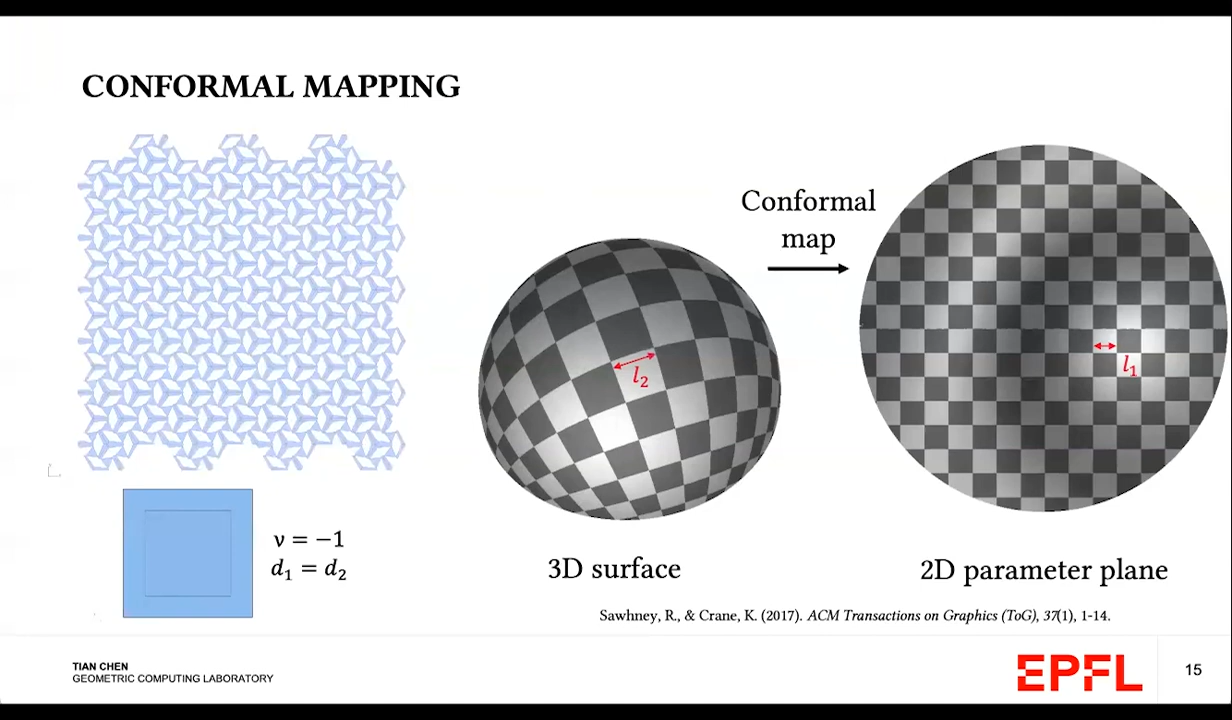 CONFORMAL MAPPING
Conformal
map
l₂
l₁
ν = −1
d₁ = d₂
3D surface
2D parameter plane
Sawhney, R., & Crane, K. (2017). ACM Transactions on Graphics (ToG), 37(1), 1-14.
TIAN CHEN
GEOMETRIC COMPUTING LABORATORY
EPFL
15